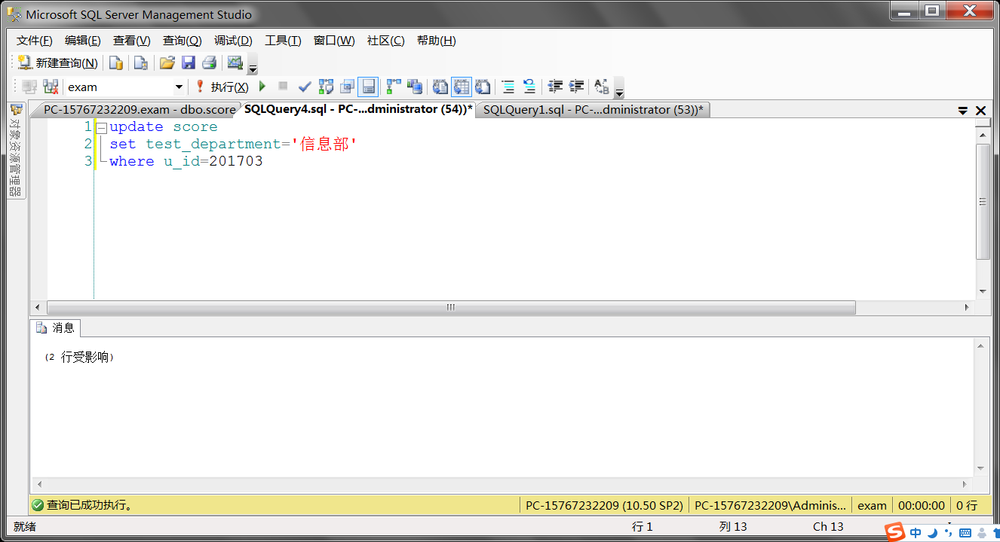 Microsoft SQL Server Management Studio
文件(F) 编辑(E) 查看(V) 查询(Q) 调试(D) 工具(T) 窗口(W) 社区(C) 帮助(H)
新建查询(N)
exam 执行(X)
对象资源管理器
PC-15767232209.exam - dbo.score SQLQuery4.sql - PC-...dministrator (54))* SQLQuery1.sql - PC-...dministrator (53))*
1 update score
2 set test_department='信息部'
3 where u_id=201703
消息
(2 行受影响)
查询已成功执行。 PC-15767232209 (10.50 SP2) PC-15767232209\Adminis... exam 00:00:00 0 行
就绪 行 1 列 13 Ch 13
S 中